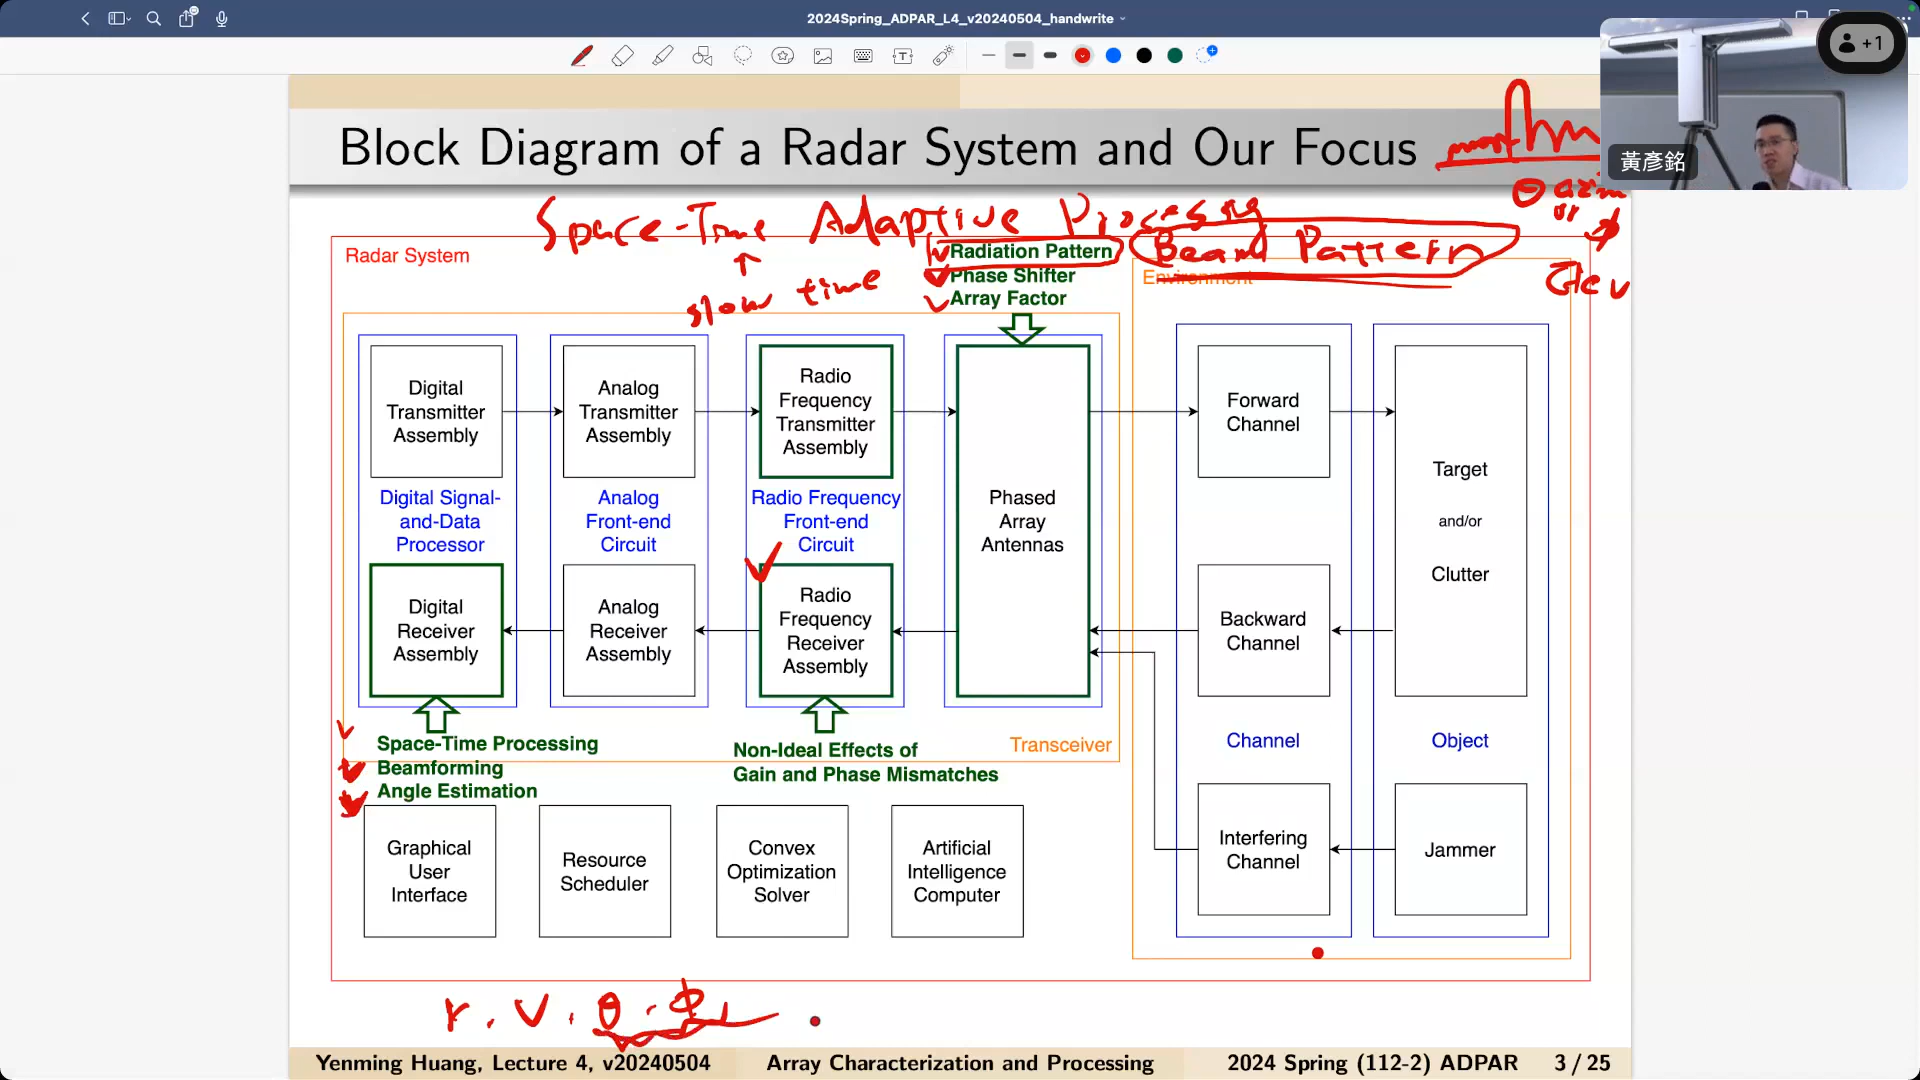 2024Spring_ADPAR_L4_v20240504_handwrite
+1
黃彥銘
Block Diagram of a Radar System and Our Focus
Space-Time Adaptive Processing
slow time
Beam Pattern
θ azim
or φ
Elev
Radar System
Radiation Pattern
Phase Shifter
Array Factor
Environment
Digital
Transmitter
Assembly
Analog
Transmitter
Assembly
Radio
Frequency
Transmitter
Assembly
Forward
Channel
Digital Signal-
and-Data
Processor
Analog
Front-end
Circuit
Radio Frequency
Front-end
Circuit
Phased
Array
Antennas
Target
and/or
Clutter
Digital
Receiver
Assembly
Analog
Receiver
Assembly
Radio
Frequency
Receiver
Assembly
Backward
Channel
Space-Time Processing
Beamforming
Angle Estimation
Non-Ideal Effects of
Gain and Phase Mismatches
Transceiver
Channel
Object
Graphical
User
Interface
Resource
Scheduler
Convex
Optimization
Solver
Artificial
Intelligence
Computer
Interfering
Channel
Jammer
r . v . θ . φ
Yenming Huang, Lecture 4, v20240504 Array Characterization and Processing 2024 Spring (112-2) ADPAR 3 / 25